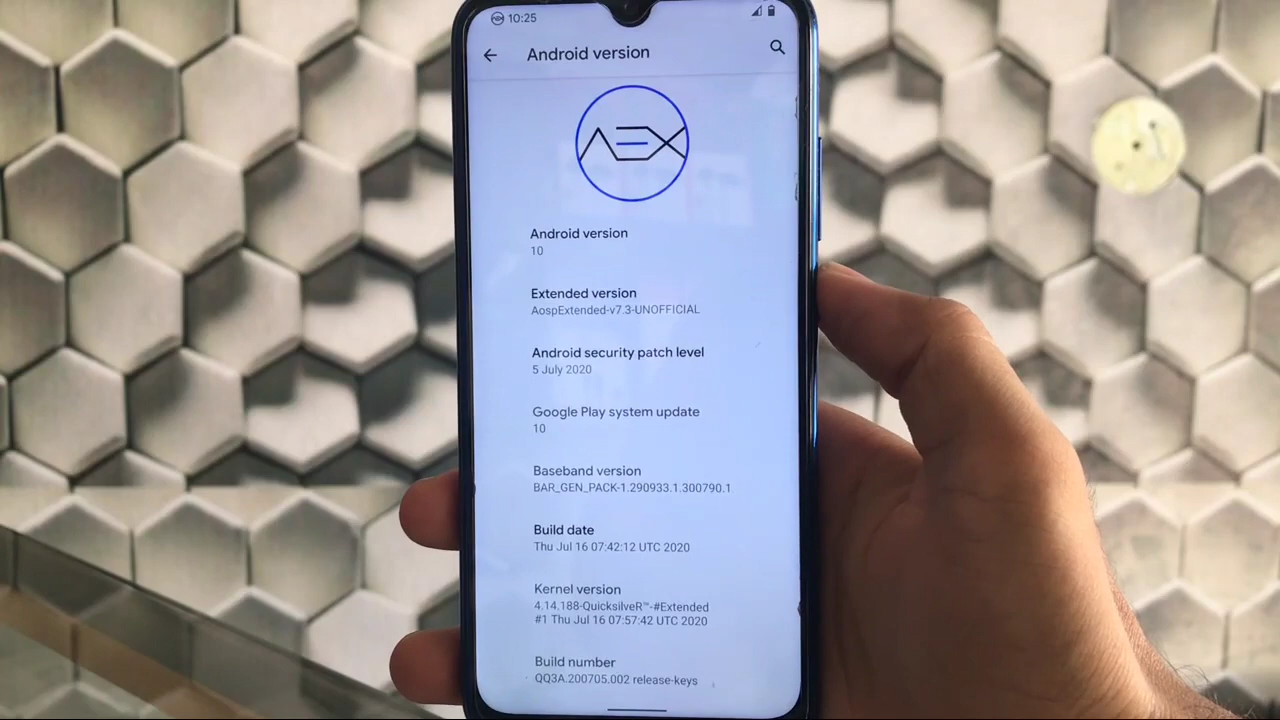 10:25
Android version
AEX
Android version
10
Extended version
AospExtended-v7.3-UNOFFICIAL
Android security patch level
5 July 2020
Google Play system update
10
Baseband version
BAR_GEN_PACK-1.290933.1.300790.1
Build date
Thu Jul 16 07:42:12 UTC 2020
Kernel version
4.14.188-QuicksilveR™-#Extended
#1 Thu Jul 16 07:57:42 UTC 2020
Build number
QQ3A.200705.002 release-keys